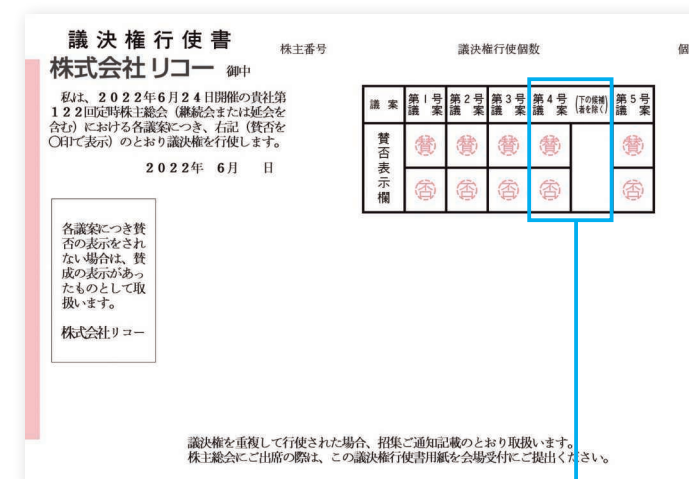 議決権行使書
株主番号
議決権行使個数
個
株式会社リコー 御中
私は、2022年6月24日開催の貴社第
122回定時株主総会（継続会または延会を
含む）における各議案につき、右記（賛否を
○印で表示）のとおり議決権を行使します。
2022年 6月 日
議案 第1号議案 第2号議案 第3号議案 第4号議案 (下の候補者を除く) 第5号議案
賛否表示欄
賛 賛 賛 賛 賛
否 否 否 否 否
各議案につき賛
否の表示をされ
ない場合は、賛
成の表示があっ
たものとして取
扱います。
株式会社リコー
議決権を重複して行使された場合、招集ご通知記載のとおり取扱います。
株主総会にご出席の際は、この議決権行使書用紙を会場受付にご提出ください。